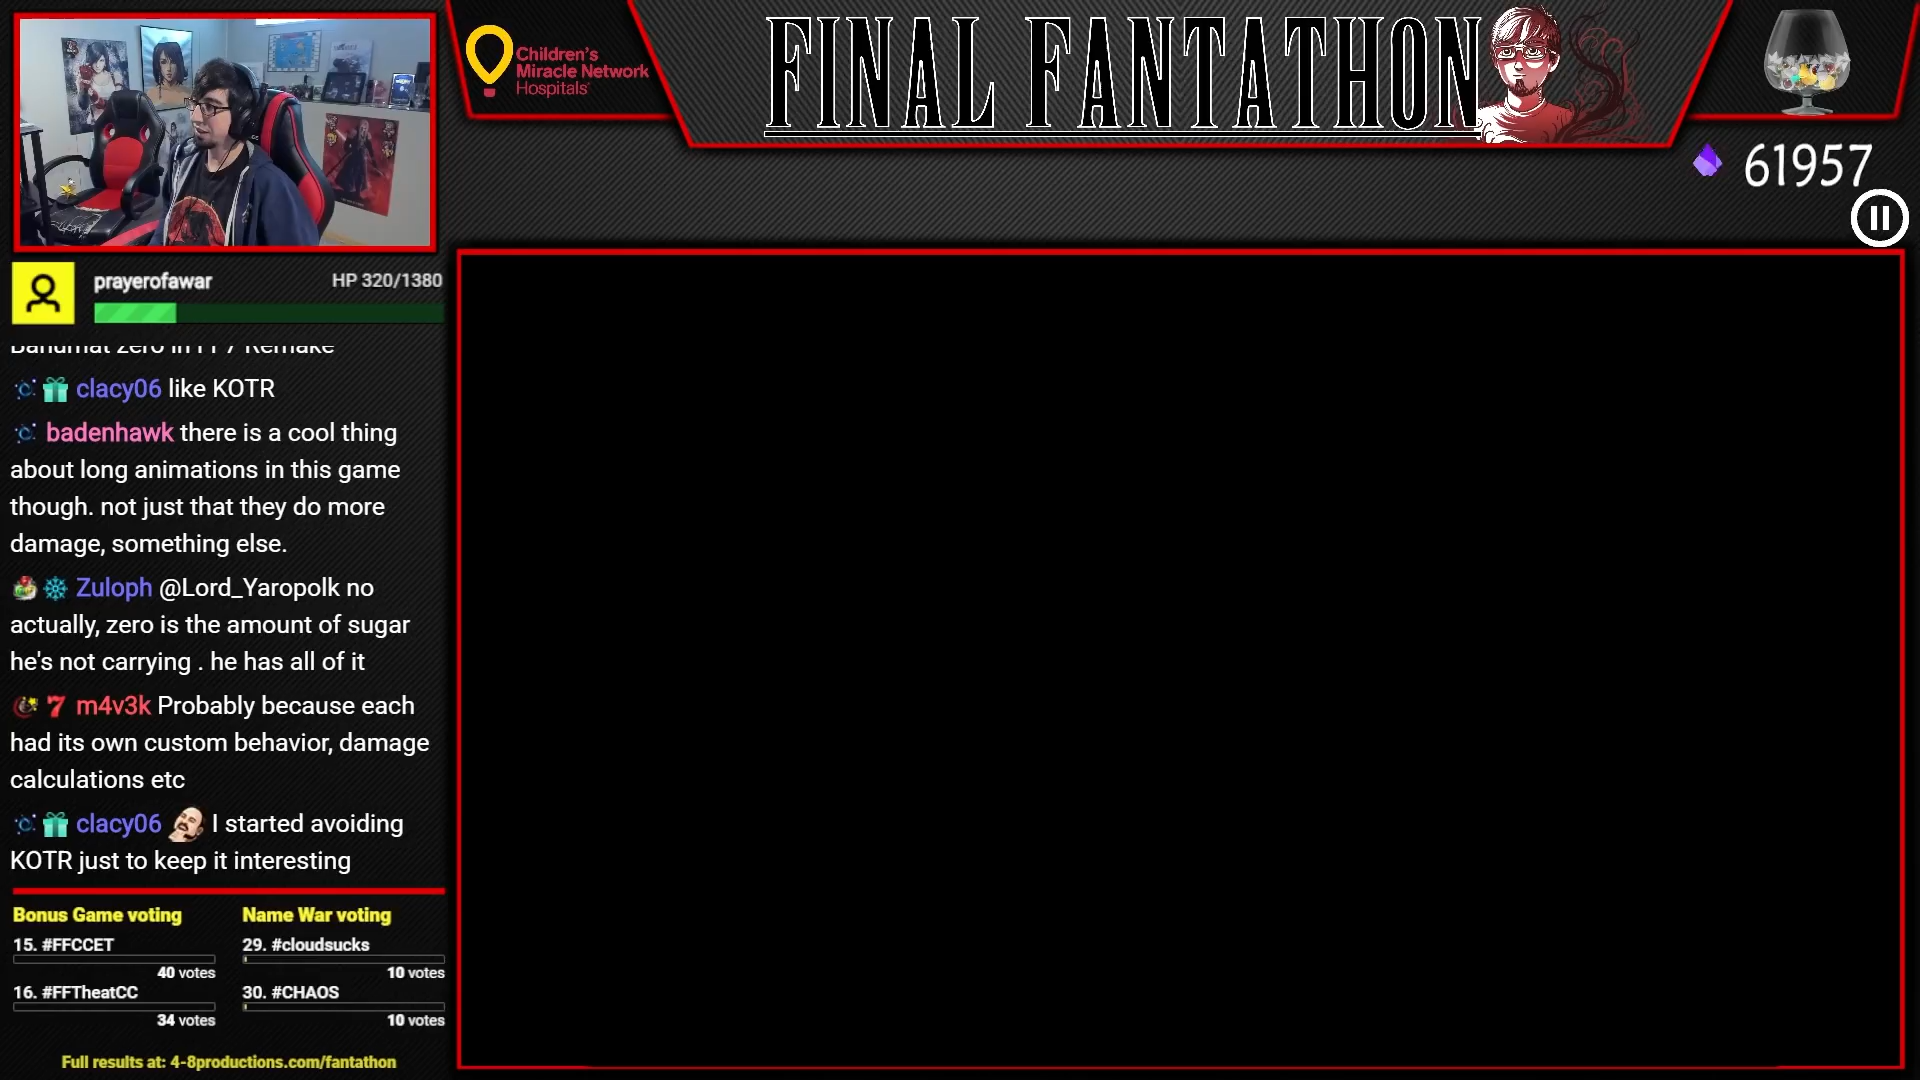 Children's
Miracle Network
Hospitals
FINAL FANTATHON
61957
prayerofawar HP 320/1380
Bahumat zero in FF7 Remake
clacy06 like KOTR
badenhawk there is a cool thing
about long animations in this game
though. not just that they do more
damage, something else.
Zuloph @Lord_Yaropolk no
actually, zero is the amount of sugar
he's not carrying . he has all of it
m4v3k Probably because each
had its own custom behavior, damage
calculations etc
clacy06 I started avoiding
KOTR just to keep it interesting
Bonus Game voting
15. #FFCCET
40 votes
16. #FFTheatCC
34 votes
Name War voting
29. #cloudsucks
10 votes
30. #CHAOS
10 votes
Full results at: 4-8productions.com/fantathon